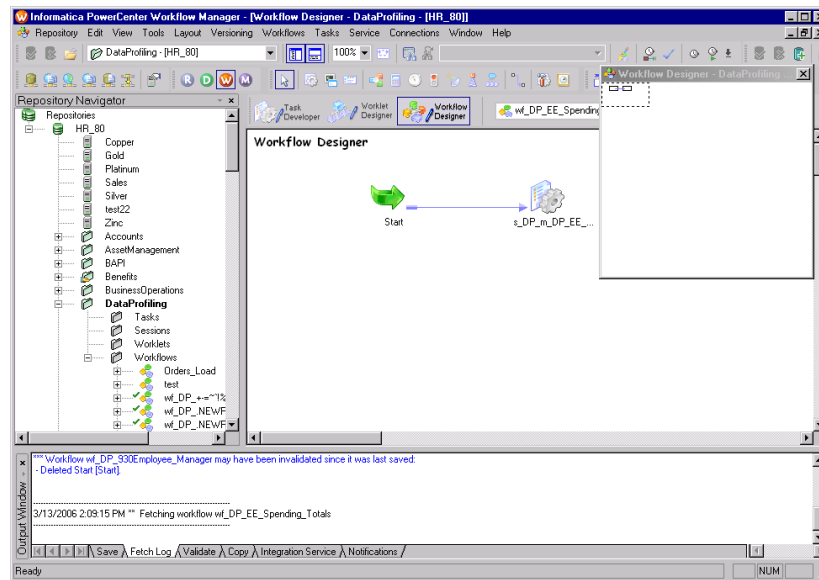 Informatica PowerCenter Workflow Manager - [Workflow Designer - DataProfiling - [HR_80]]
Repository Edit View Tools Layout Versioning Workflows Tasks Service Connections Window Help
DataProfiling - [HR_80]
100%
R D W M
Workflow Designer - DataProfiling ...
Repository Navigator
Repositories
HR_80
Copper
Gold
Platinum
Sales
Silver
test22
Zinc
Accounts
AssetManagement
BAPI
Benefits
BusinessOperations
DataProfiling
Tasks
Sessions
Worklets
Workflows
Orders_Load
test
wf_DP_.NEWF
wf_DP_.NEWF
Task Developer
Worklet Designer
Workflow Designer
wf_DP_EE_Spending
Workflow Designer
Start
s_DP_m_DP_EE_...
*** Workflow wf_DP_930Employee_Manager may have been invalidated since it was last saved:
- Deleted Start [Start].
3/13/2006 2:09:15 PM ** Fetching workflow wf_DP_EE_Spending_Totals
Output Window
Save Fetch Log Validate Copy Integration Service Notifications
Ready
NUM